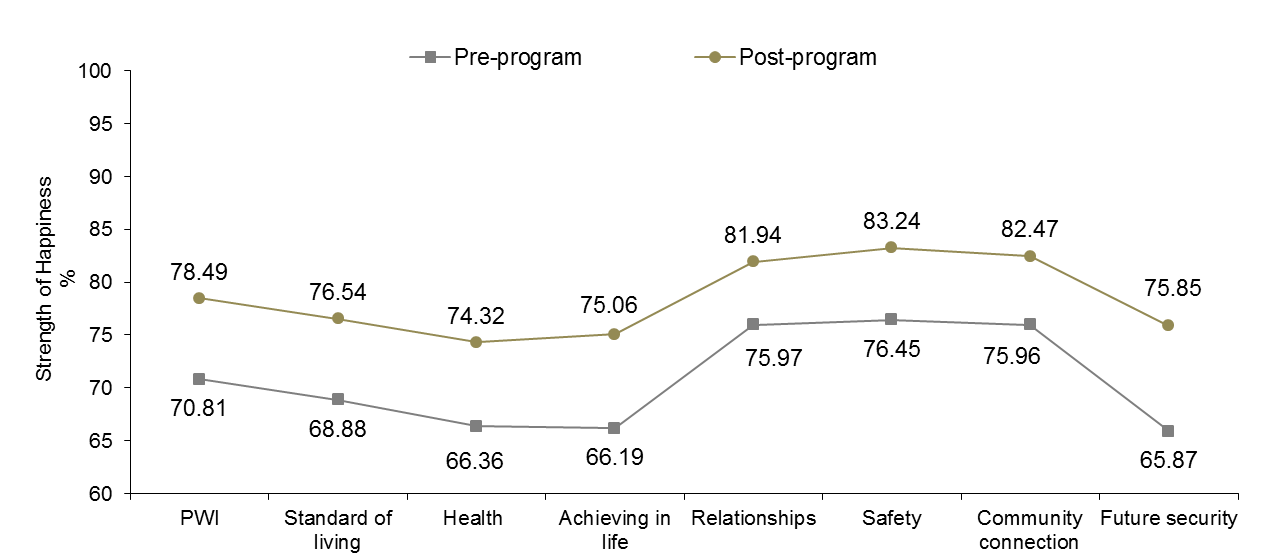 Pre-program
Post-program
Strength of Happiness
%
100
95
90
85
80
75
70
65
60
78.49
76.54
74.32
75.06
81.94
83.24
82.47
75.85
70.81
68.88
66.36
66.19
75.97
76.45
75.96
65.87
PWI
Standard of
living
Health
Achieving in
life
Relationships
Safety
Community
connection
Future security